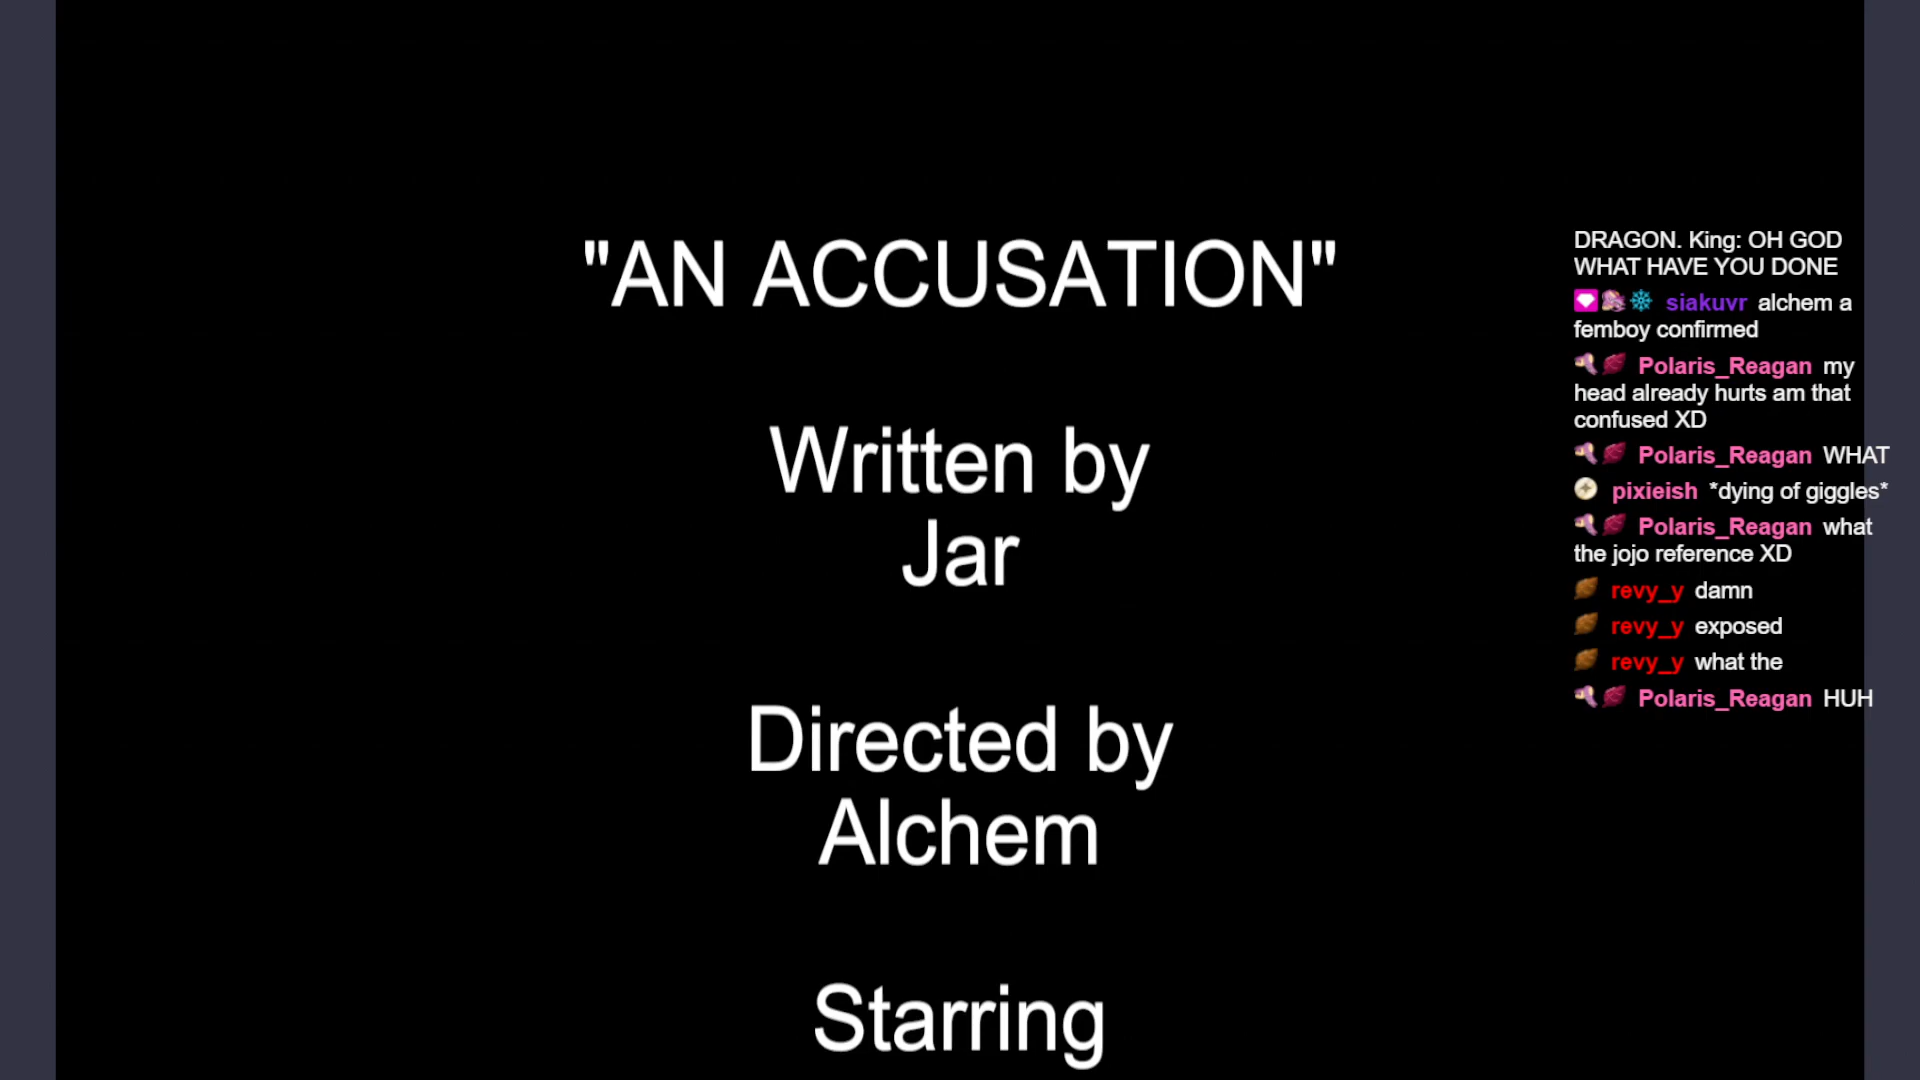 "AN ACCUSATION"
Written by
Jar
Directed by
Alchem
Starring
DRAGON. King: OH GOD
WHAT HAVE YOU DONE
siakuvr alchem a
femboy confirmed
Polaris_Reagan my
head already hurts am that
confused XD
Polaris_Reagan WHAT
pixieish *dying of giggles*
Polaris_Reagan what
the jojo reference XD
revy_y damn
revy_y exposed
revy_y what the
Polaris_Reagan HUH